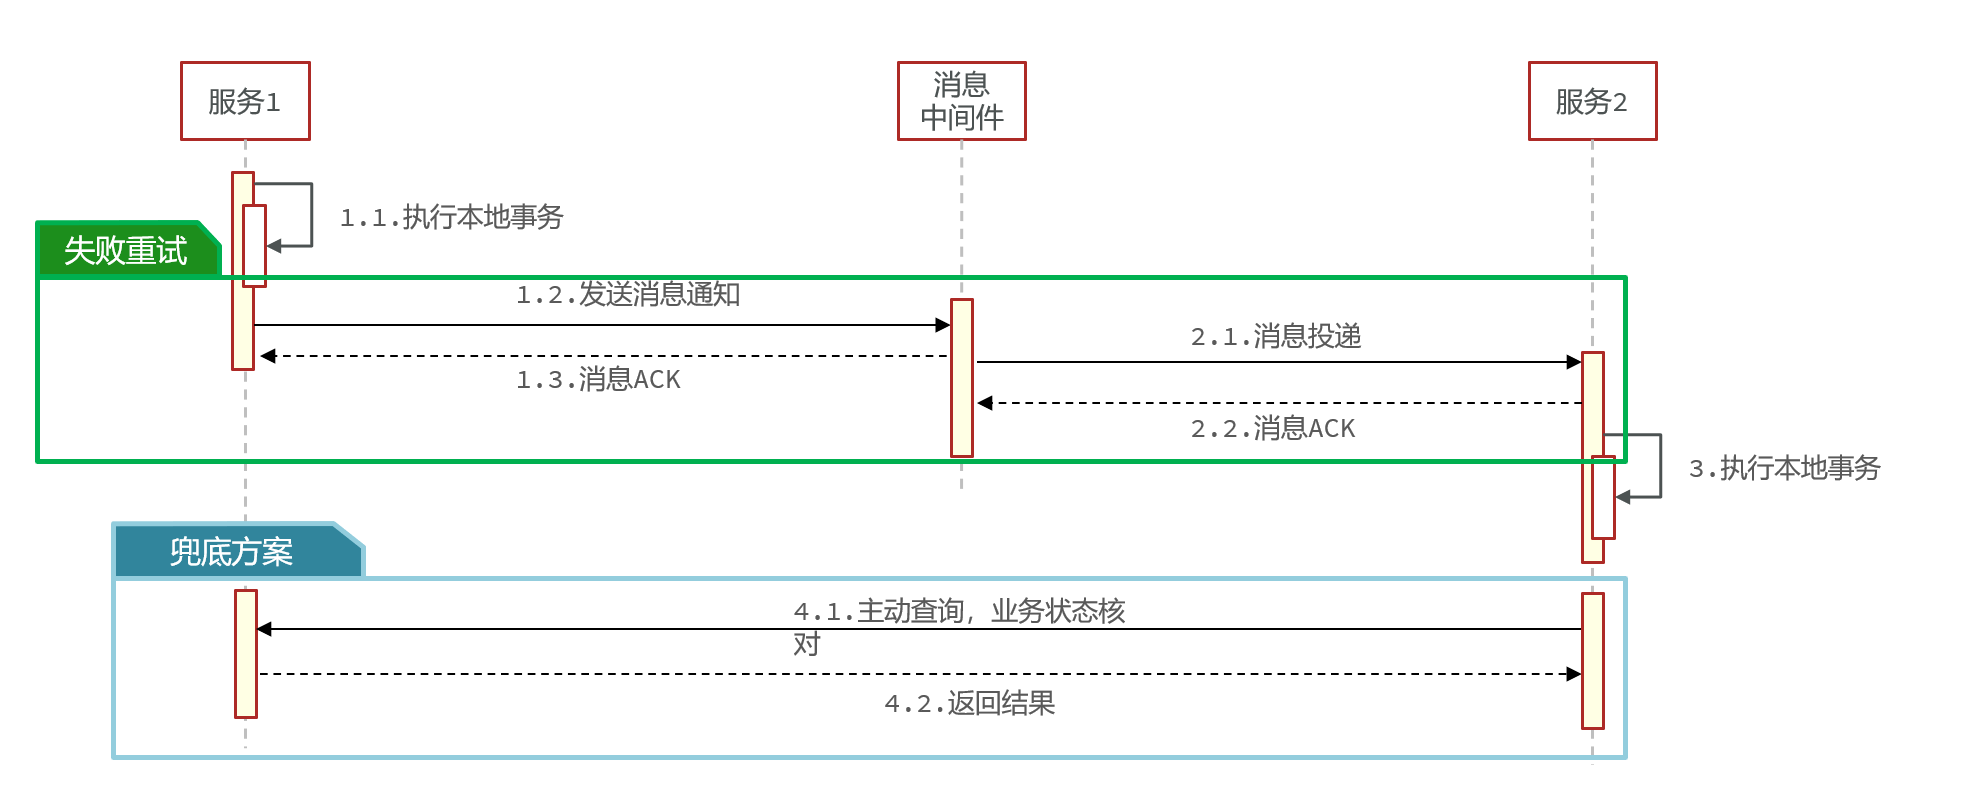 服务1
消息
中间件
服务2
1.1.执行本地事务
失败重试
1.2.发送消息通知
2.1.消息投递
1.3.消息ACK
2.2.消息ACK
3.执行本地事务
兜底方案
4.1.主动查询，业务状态核
对
4.2.返回结果